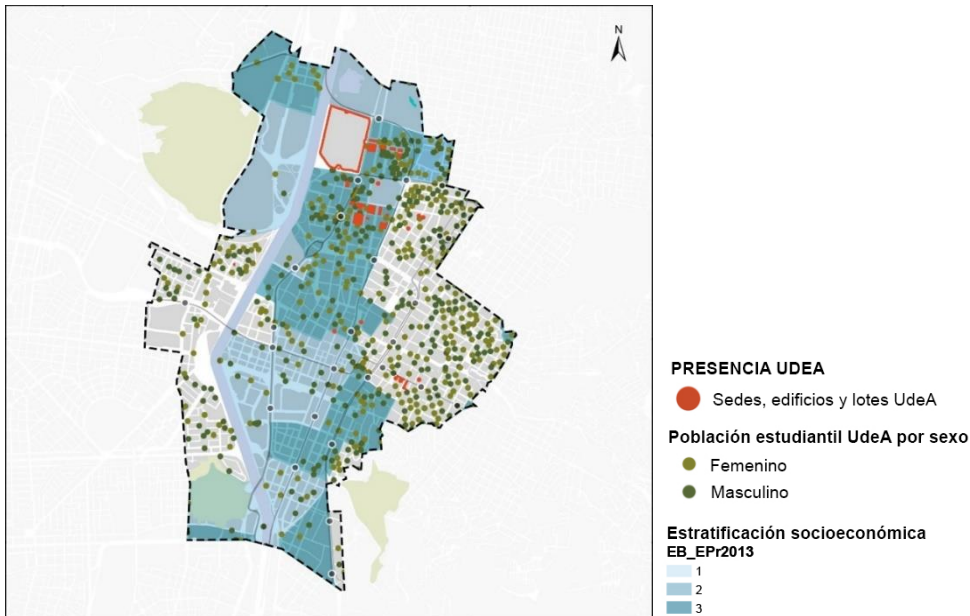 N
PRESENCIA UDEA
Sedes, edificios y lotes UdeA
Población estudiantil UdeA por sexo
Femenino
Masculino
Estratificación socioeconómica
EB_EPr2013
1
2
3